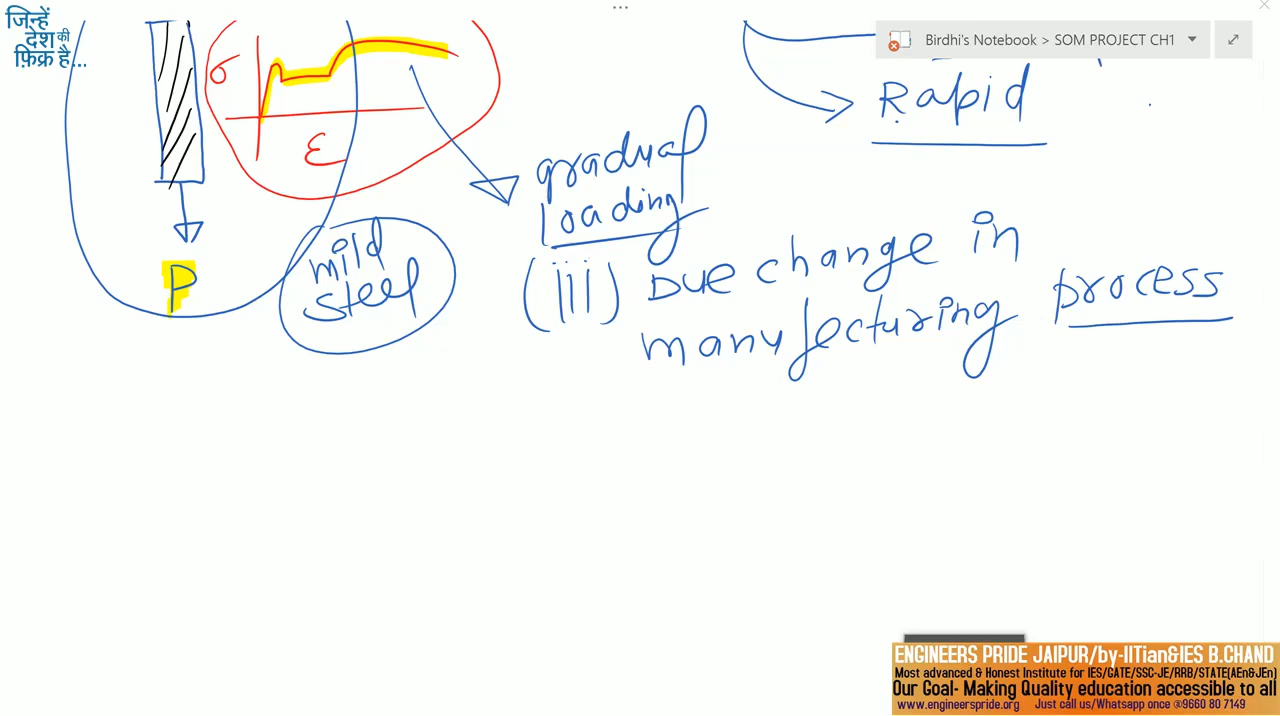 जिन्हें
देश की
फ़िक्र है...
Birdhi's Notebook > SOM PROJECT CH1
Rapid
σ
ε
gradual
loading
P
mild
steel
(iii) Due change in
manufecturing process
ENGINEERS PRIDE JAIPUR/by-IITian&IES B.CHAND
Most advanced & Honest Institute for IES/GATE/SSC-JE/RRB/STATE(AEn&JEn)
Our Goal- Making Quality education accessible to all
www.engineerspride.org Just call us/Whatsapp once @9660 80 7149